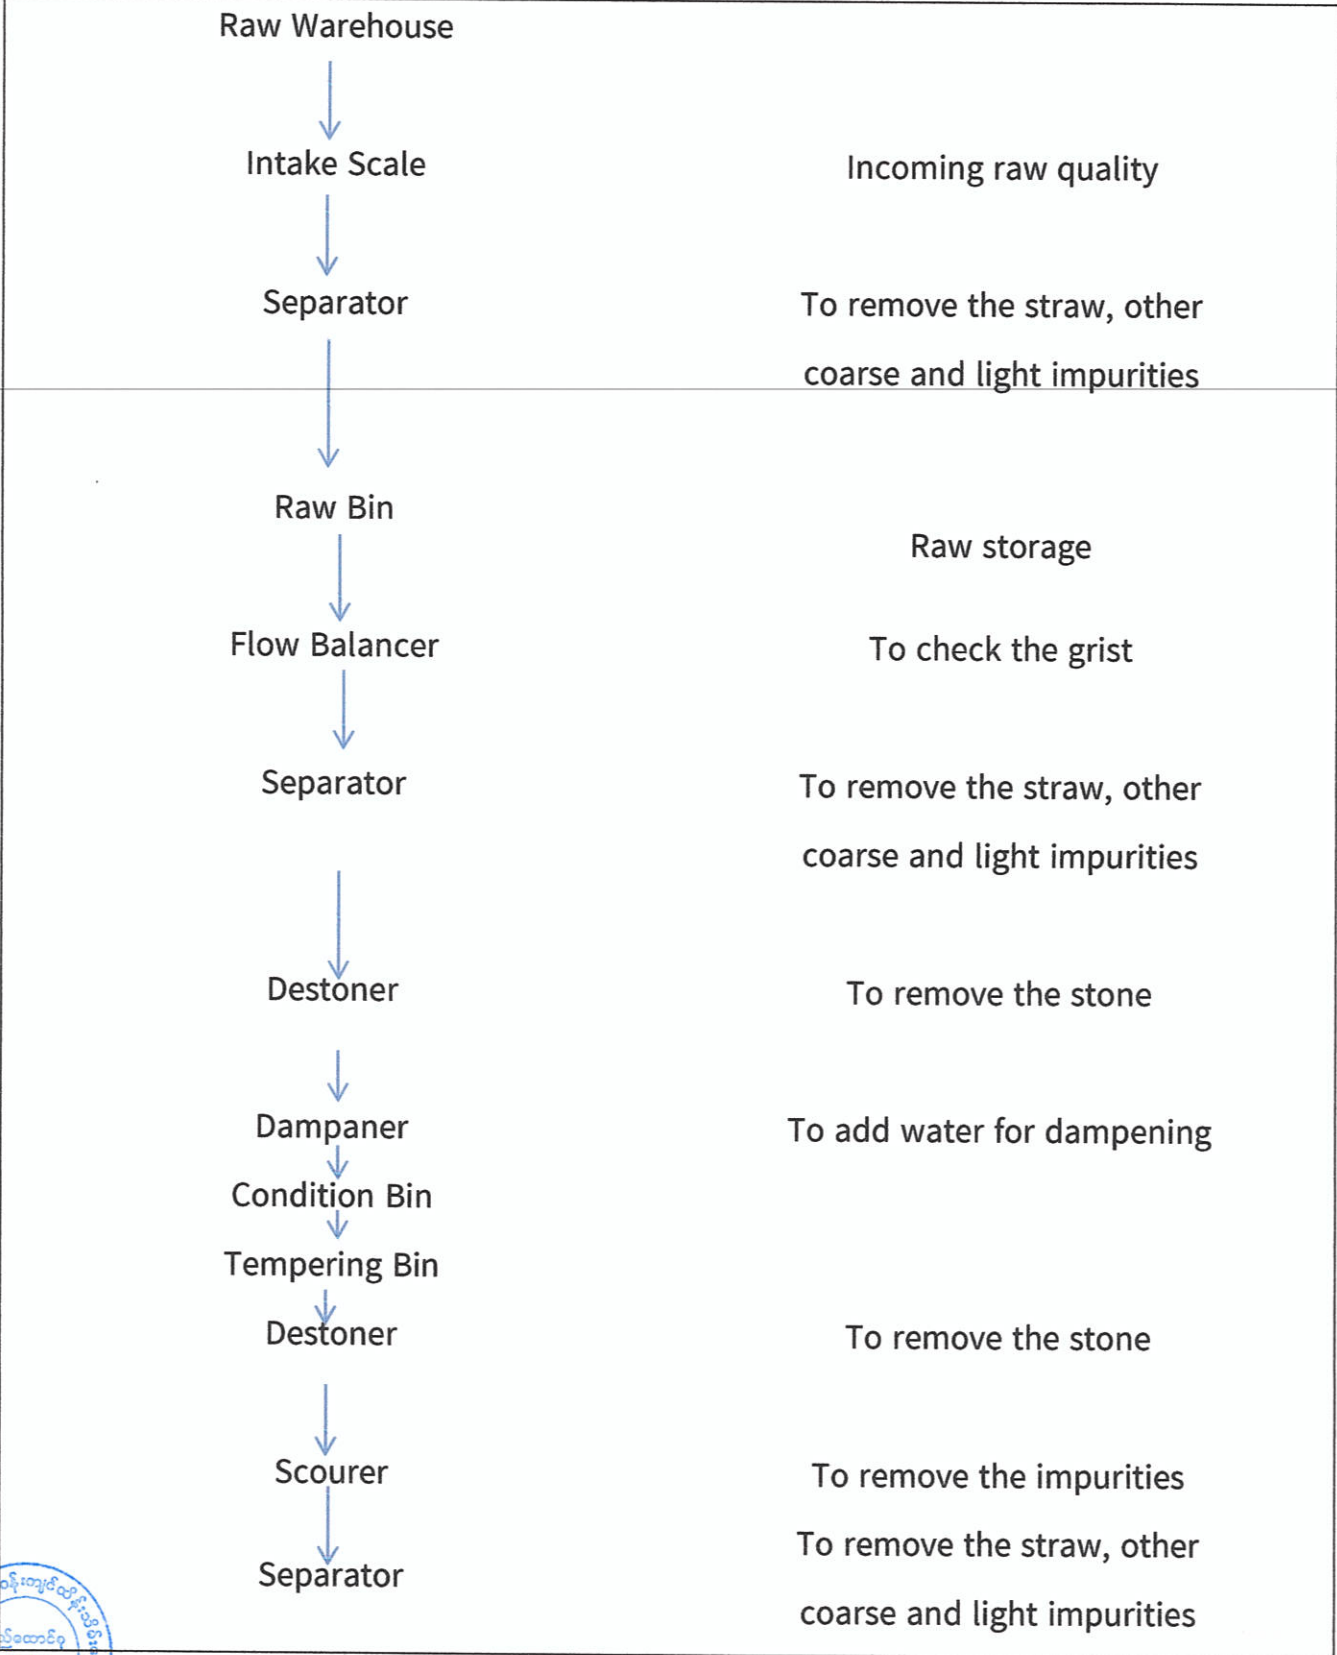 Raw Warehouse
Intake Scale
Incoming raw quality
Separator
To remove the straw, other
coarse and light impurities
Raw Bin
Raw storage
Flow Balancer
To check the grist
Separator
To remove the straw, other
coarse and light impurities
Destoner
To remove the stone
Dampaner
To add water for dampening
Condition Bin
Tempering Bin
Destoner
To remove the stone
Scourer
To remove the impurities
Separator
To remove the straw, other
coarse and light impurities